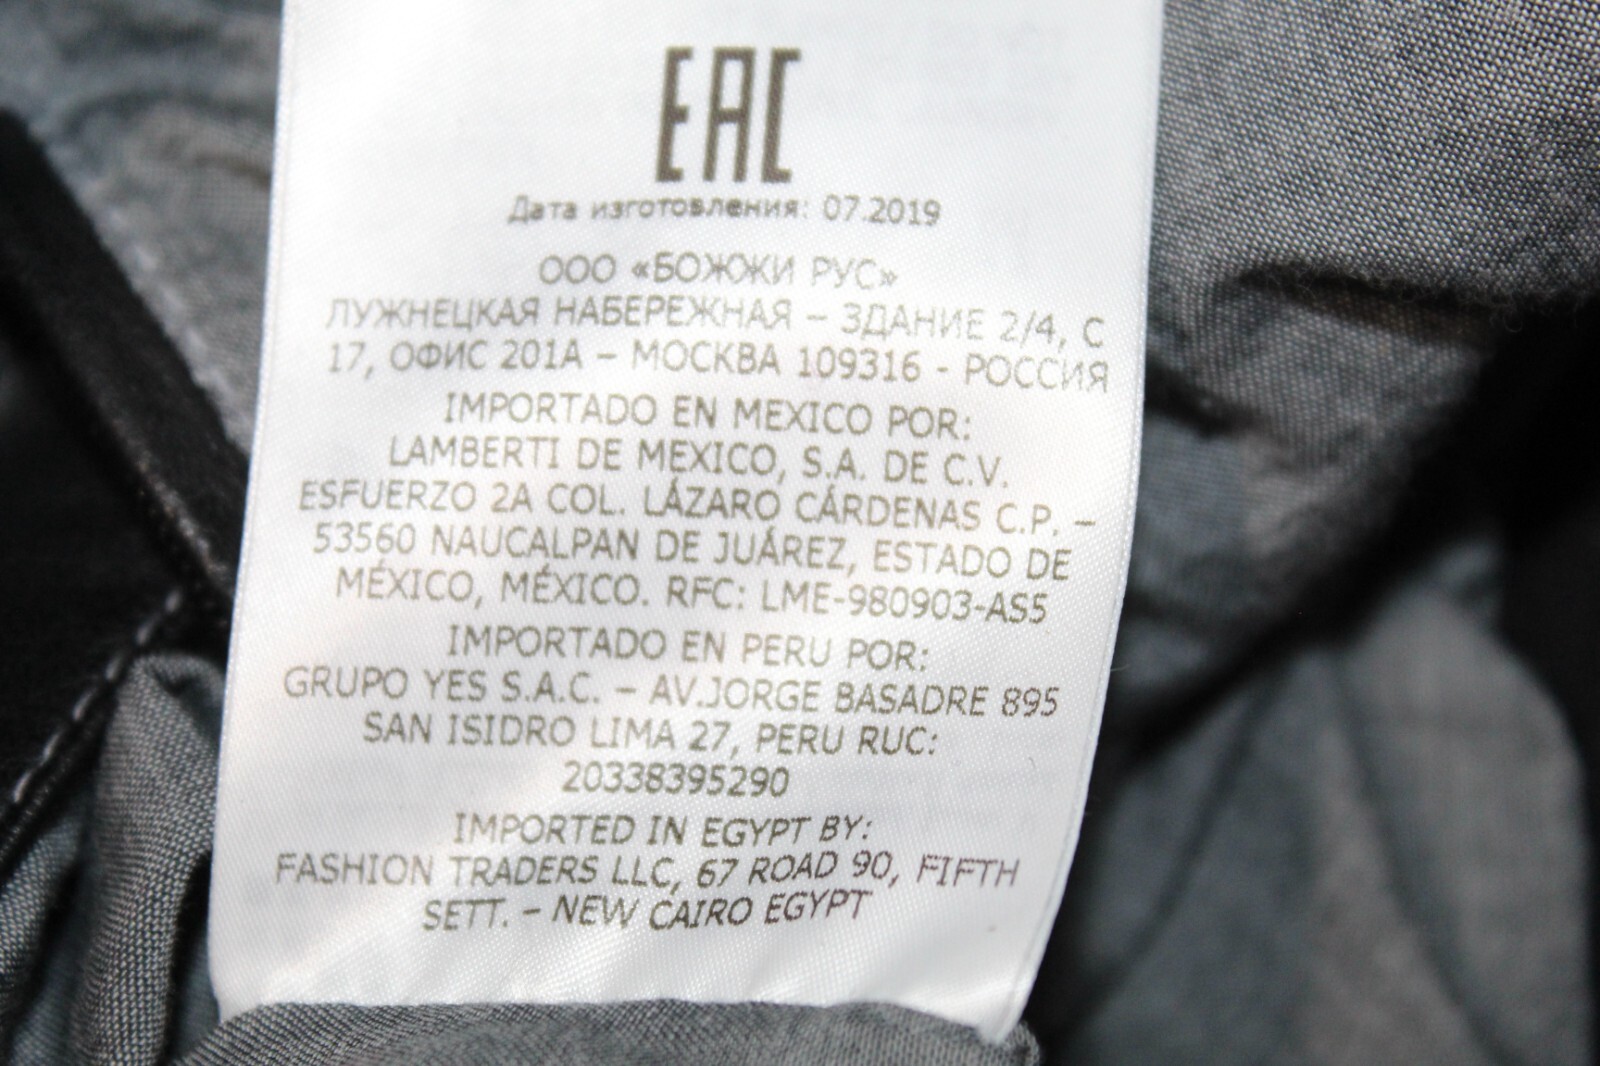 EAC
Дата изготовления: 07.2019
ООО «БОЖЖИ РУС»
ЛУЖНЕЦКАЯ НАБЕРЕЖНАЯ – ЗДАНИЕ 2/4, С
17, ОФИС 201А – МОСКВА 109316 - РОССИЯ
IMPORTADO EN MEXICO POR:
LAMBERTI DE MEXICO, S.A. DE C.V.
ESFUERZO 2A COL. LÁZARO CÁRDENAS C.P. –
53560 NAUCALPAN DE JUÁREZ, ESTADO DE
MÉXICO, MÉXICO. RFC: LME-980903-AS5
IMPORTADO EN PERU POR:
GRUPO YES S.A.C. – AV.JORGE BASADRE 895
SAN ISIDRO LIMA 27, PERU RUC:
20338395290
IMPORTED IN EGYPT BY:
FASHION TRADERS LLC, 67 ROAD 90, FIFTH
SETT. – NEW CAIRO EGYPT